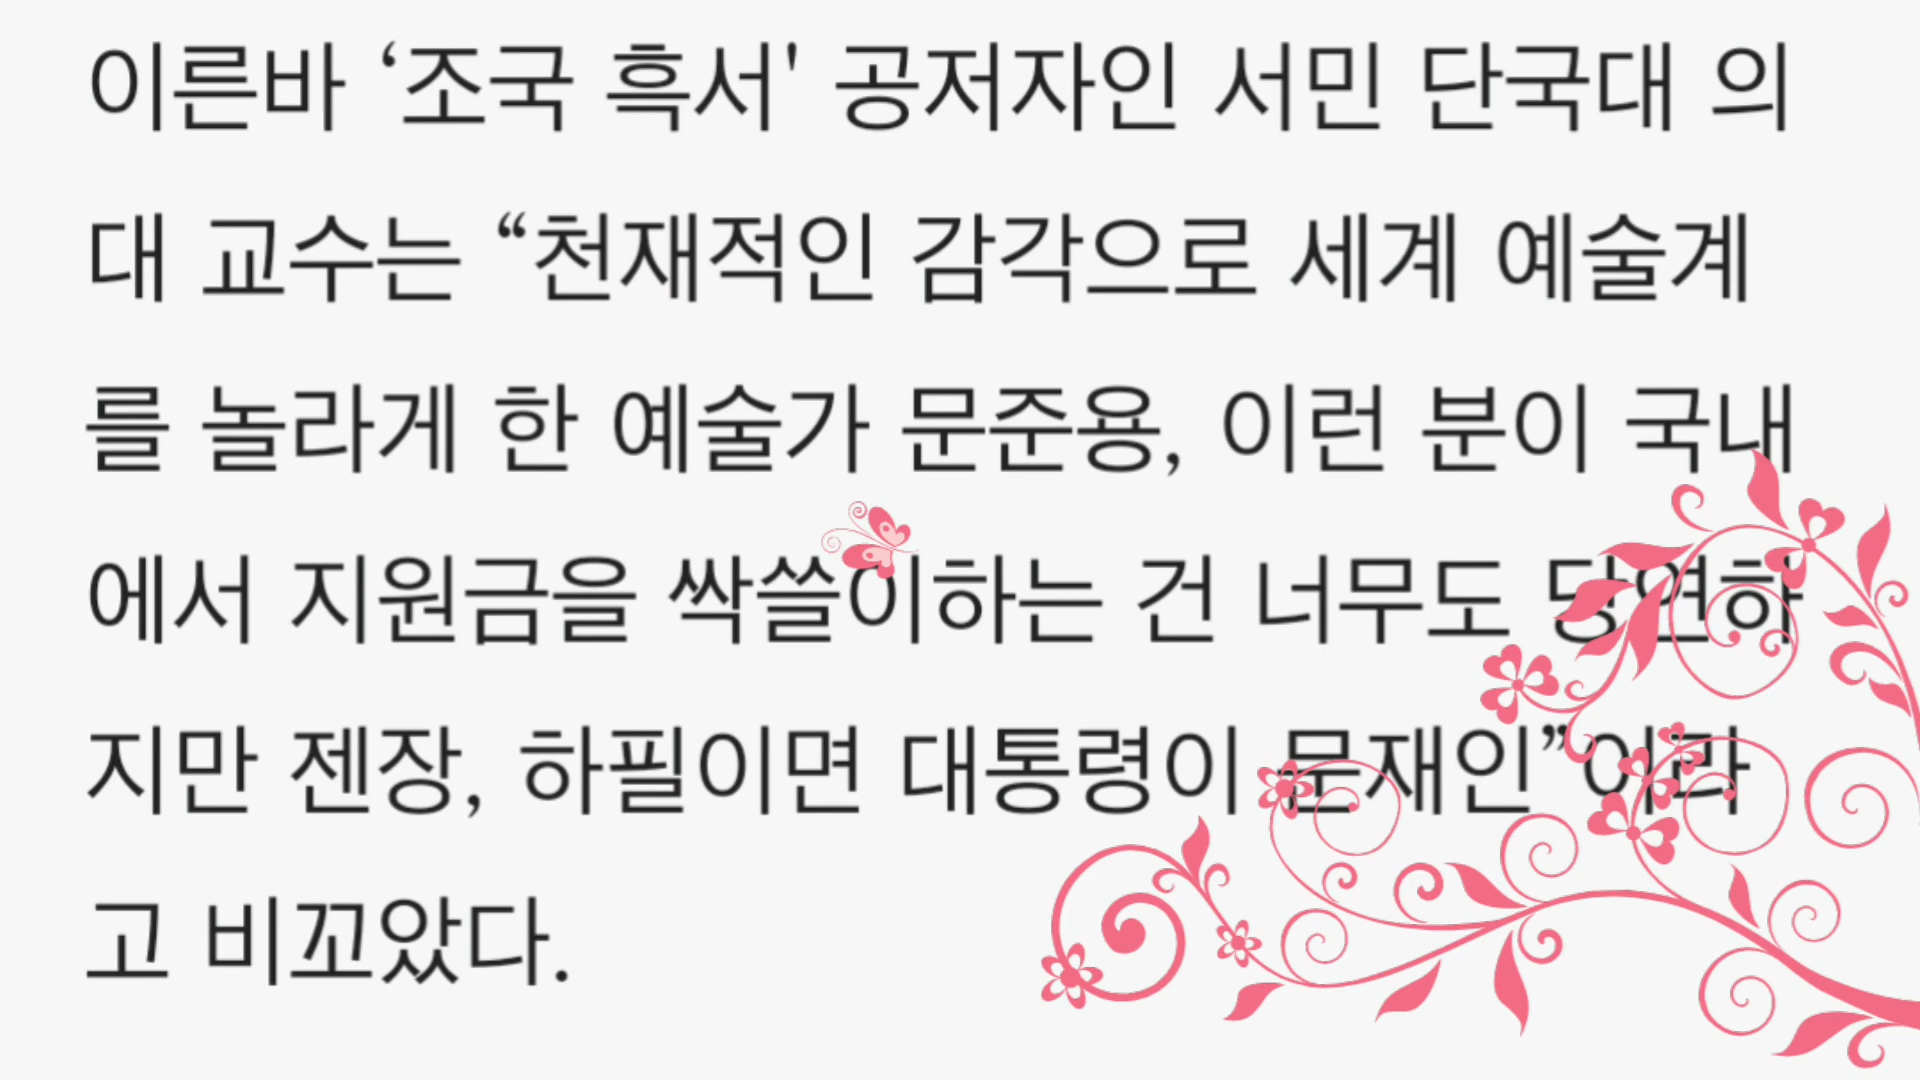 이른바 ‘조국 흑서' 공저자인 서민 단국대 의
대 교수는 “천재적인 감각으로 세계 예술계
를 놀라게 한 예술가 문준용, 이런 분이 국내
에서 지원금을 싹쓸이하는 건 너무도 당연하
지만 젠장, 하필이면 대통령이 문재인”이라
고 비꼬았다.